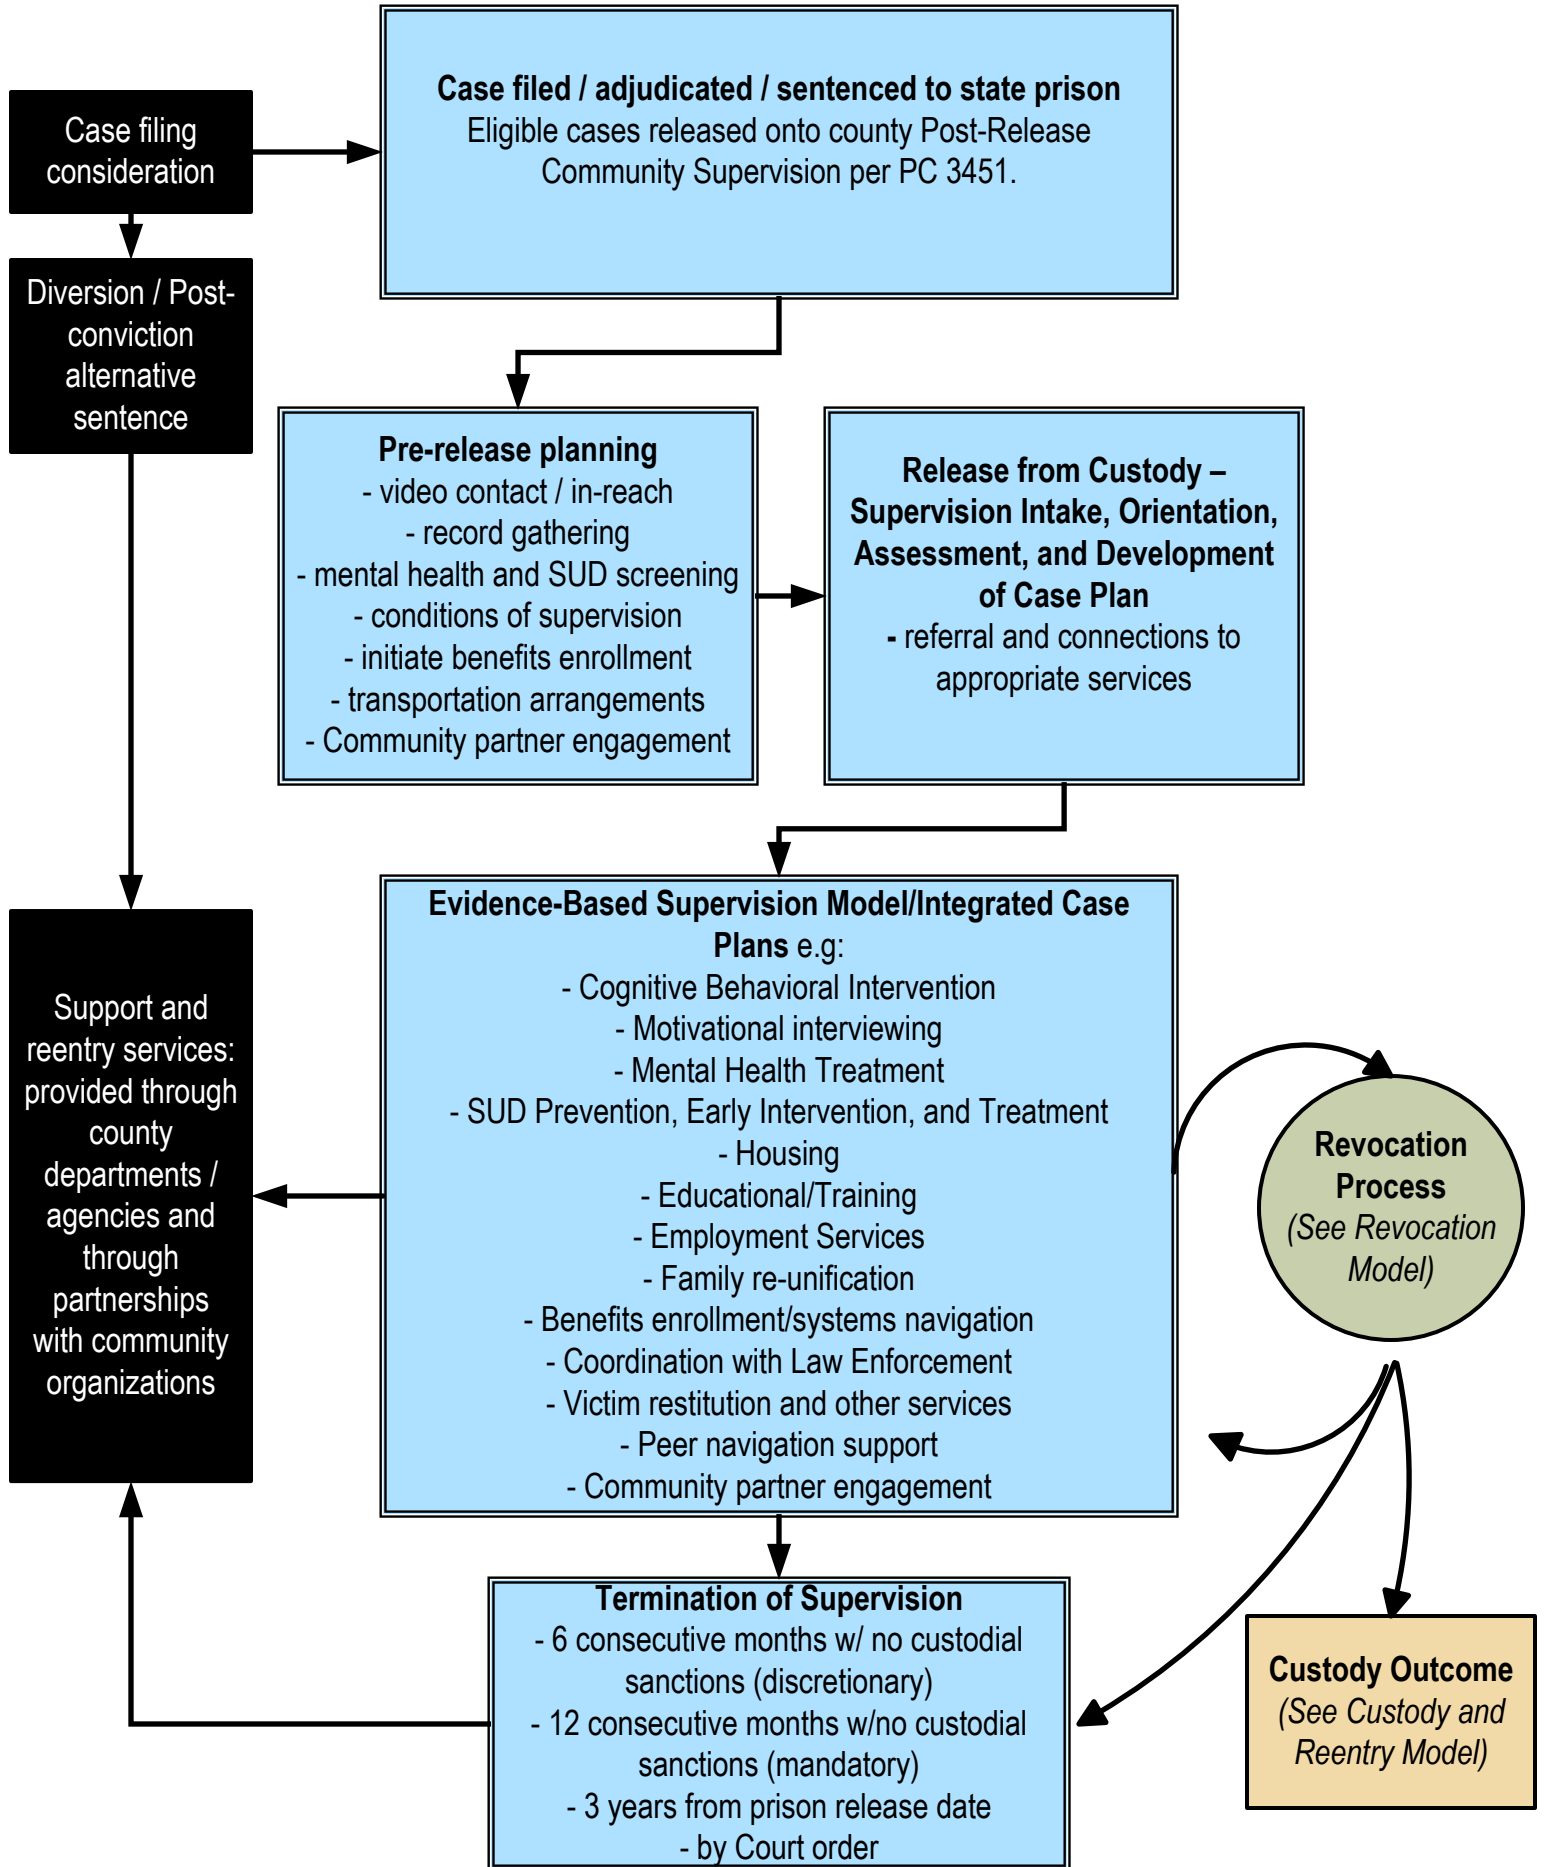 Case filing
consideration
Case filed / adjudicated / sentenced to state prison
Eligible cases released onto county Post-Release
Community Supervision per PC 3451.
Diversion / Post-
conviction
alternative
sentence
Pre-release planning
- video contact / in-reach
- record gathering
- mental health and SUD screening
- conditions of supervision
- initiate benefits enrollment
- transportation arrangements
- Community partner engagement
Release from Custody –
Supervision Intake, Orientation,
Assessment, and Development
of Case Plan
- referral and connections to
appropriate services
Support and
reentry services:
provided through
county
departments /
agencies and
through
partnerships
with community
organizations
Evidence-Based Supervision Model/Integrated Case
Plans e.g:
- Cognitive Behavioral Intervention
- Motivational interviewing
- Mental Health Treatment
- SUD Prevention, Early Intervention, and Treatment
- Housing
- Educational/Training
- Employment Services
- Family re-unification
- Benefits enrollment/systems navigation
- Coordination with Law Enforcement
- Victim restitution and other services
- Peer navigation support
- Community partner engagement
Revocation
Process
(See Revocation
Model)
Termination of Supervision
- 6 consecutive months w/ no custodial
sanctions (discretionary)
- 12 consecutive months w/no custodial
sanctions (mandatory)
- 3 years from prison release date
- by Court order
Custody Outcome
(See Custody and
Reentry Model)